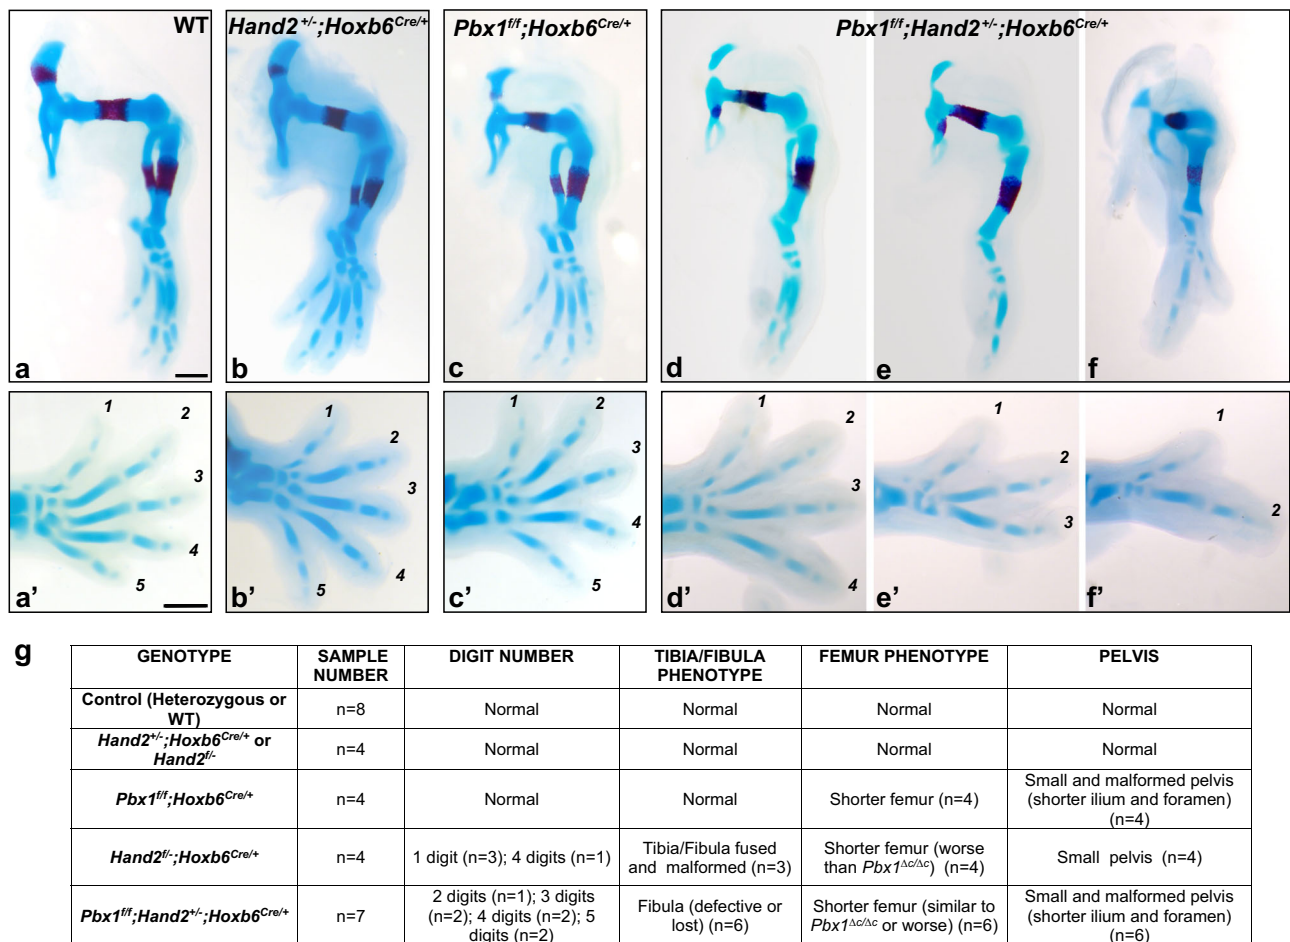 WT
Hand2+/-;Hoxb6Cre/+
Pbx1f/f;Hoxb6Cre/+
Pbx1f/f;Hand2+/-;Hoxb6Cre/+
a
b
c
d
e
f
1
2
3
4
5
a’
1
2
3
4
5
b’
1
2
3
4
5
c’
1
2
3
4
d’
1
2
3
e’
1
2
f’
g
GENOTYPE
SAMPLE
NUMBER
DIGIT NUMBER
TIBIA/FIBULA
PHENOTYPE
FEMUR PHENOTYPE
PELVIS
Control (Heterozygous or
WT)
n=8
Normal
Normal
Normal
Normal
Hand2+/-;Hoxb6Cre/+ or
Hand2f/-
n=4
Normal
Normal
Normal
Normal
Pbx1f/f;Hoxb6Cre/+
n=4
Normal
Normal
Shorter femur (n=4)
Small and malformed pelvis
(shorter ilium and foramen)
(n=4)
Hand2f/-;Hoxb6Cre/+
n=4
1 digit (n=3); 4 digits (n=1)
Tibia/Fibula fused
and malformed (n=3)
Shorter femur (worse
than Pbx1Δc/Δc) (n=4)
Small pelvis (n=4)
Pbx1f/f;Hand2+/-;Hoxb6Cre/+
n=7
2 digits (n=1); 3 digits
(n=2); 4 digits (n=2); 5
digits (n=2)
Fibula (defective or
lost) (n=6)
Shorter femur (similar to
Pbx1Δc/Δc or worse) (n=6)
Small and malformed pelvis
(shorter ilium and foramen)
(n=6)